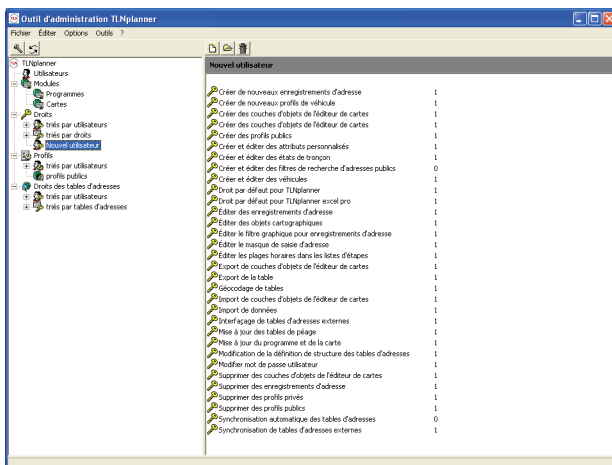 Outil d'administration TLNplanner
Fichier Éditer Options Outils ?
TLNplanner
Utilisateurs
Modules
Programmes
Cartes
Droits
triés par utilisateurs
triés par droits
Nouvel utilisateur
Profils
triés par utilisateurs
profils publics
Droits des tables d'adresses
triés par utilisateurs
triés par tables d'adresses
Nouvel utilisateur
Créer de nouveaux enregistrements d'adresse 1
Créer de nouveaux profils de véhicule 1
Créer des couches d'objets de l'éditeur de cartes 1
Créer des couches d'objets de l'éditeur de cartes 1
Créer des profils publics 1
Créer et éditer des attributs personnalisés 1
Créer et éditer des états de tronçon 1
Créer et éditer des filtres de recherche d'adresses publics 0
Créer et éditer des véhicules 1
Droit par défaut pour TLNplanner 1
Droit par défaut pour TLNplanner excel pro 1
Éditer des enregistrements d'adresse 1
Éditer des objets cartographiques 1
Éditer le filtre graphique pour enregistrements d'adresse 1
Éditer le masque de saisie d'adresse 1
Éditer les plages horaires dans les listes d'étapes 1
Export de couches d'objets de l'éditeur de cartes 1
Export de la table 1
Géocodage de tables 1
Import de couches d'objets de l'éditeur de cartes 1
Import de données 1
Interfaçage de tables d'adresses externes 1
Mise à jour des tables de péage 1
Mise à jour du programme et de la carte 1
Modification de la définition de structure des tables d'adresses 1
Modifier mot de passe utilisateur 1
Supprimer des couches d'objets de l'éditeur de cartes 1
Supprimer des enregistrements d'adresse 1
Supprimer des profils privés 1
Supprimer des profils publics 1
Synchronisation automatique des tables d'adresses 0
Synchronisation de tables d'adresses externes 1